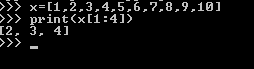 >>> x=[1,2,3,4,5,6,7,8,9,10]
>>> print(x[1:4])
[2, 3, 4]
>>> _